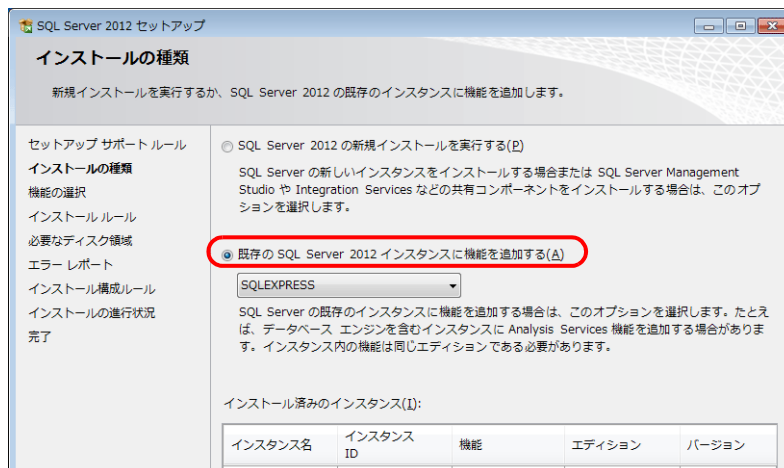 SQL Server 2012 セットアップ
インストールの種類
新規インストールを実行するか、SQL Server 2012 の既存のインスタンスに機能を追加します。
セットアップ サポート ルール
インストールの種類
機能の選択
インストール ルール
必要なディスク領域
エラー レポート
インストール構成ルール
インストールの進行状況
完了
SQL Server 2012 の新規インストールを実行する(P)
SQL Server の新しいインスタンスをインストールする場合または SQL Server Management
Studio や Integration Services などの共有コンポーネントをインストールする場合は、このオプ
ションを選択します。
既存の SQL Server 2012 インスタンスに機能を追加する(A)
SQLEXPRESS
SQL Server の既存のインスタンスに機能を追加する場合は、このオプションを選択します。たとえ
ば、データベース エンジンを含むインスタンスに Analysis Services 機能を追加する場合がありま
す。インスタンス内の機能は同じエディションである必要があります。
インストール済みのインスタンス(I):
インスタンス名
インスタンス
ID
機能
エディション
バージョン